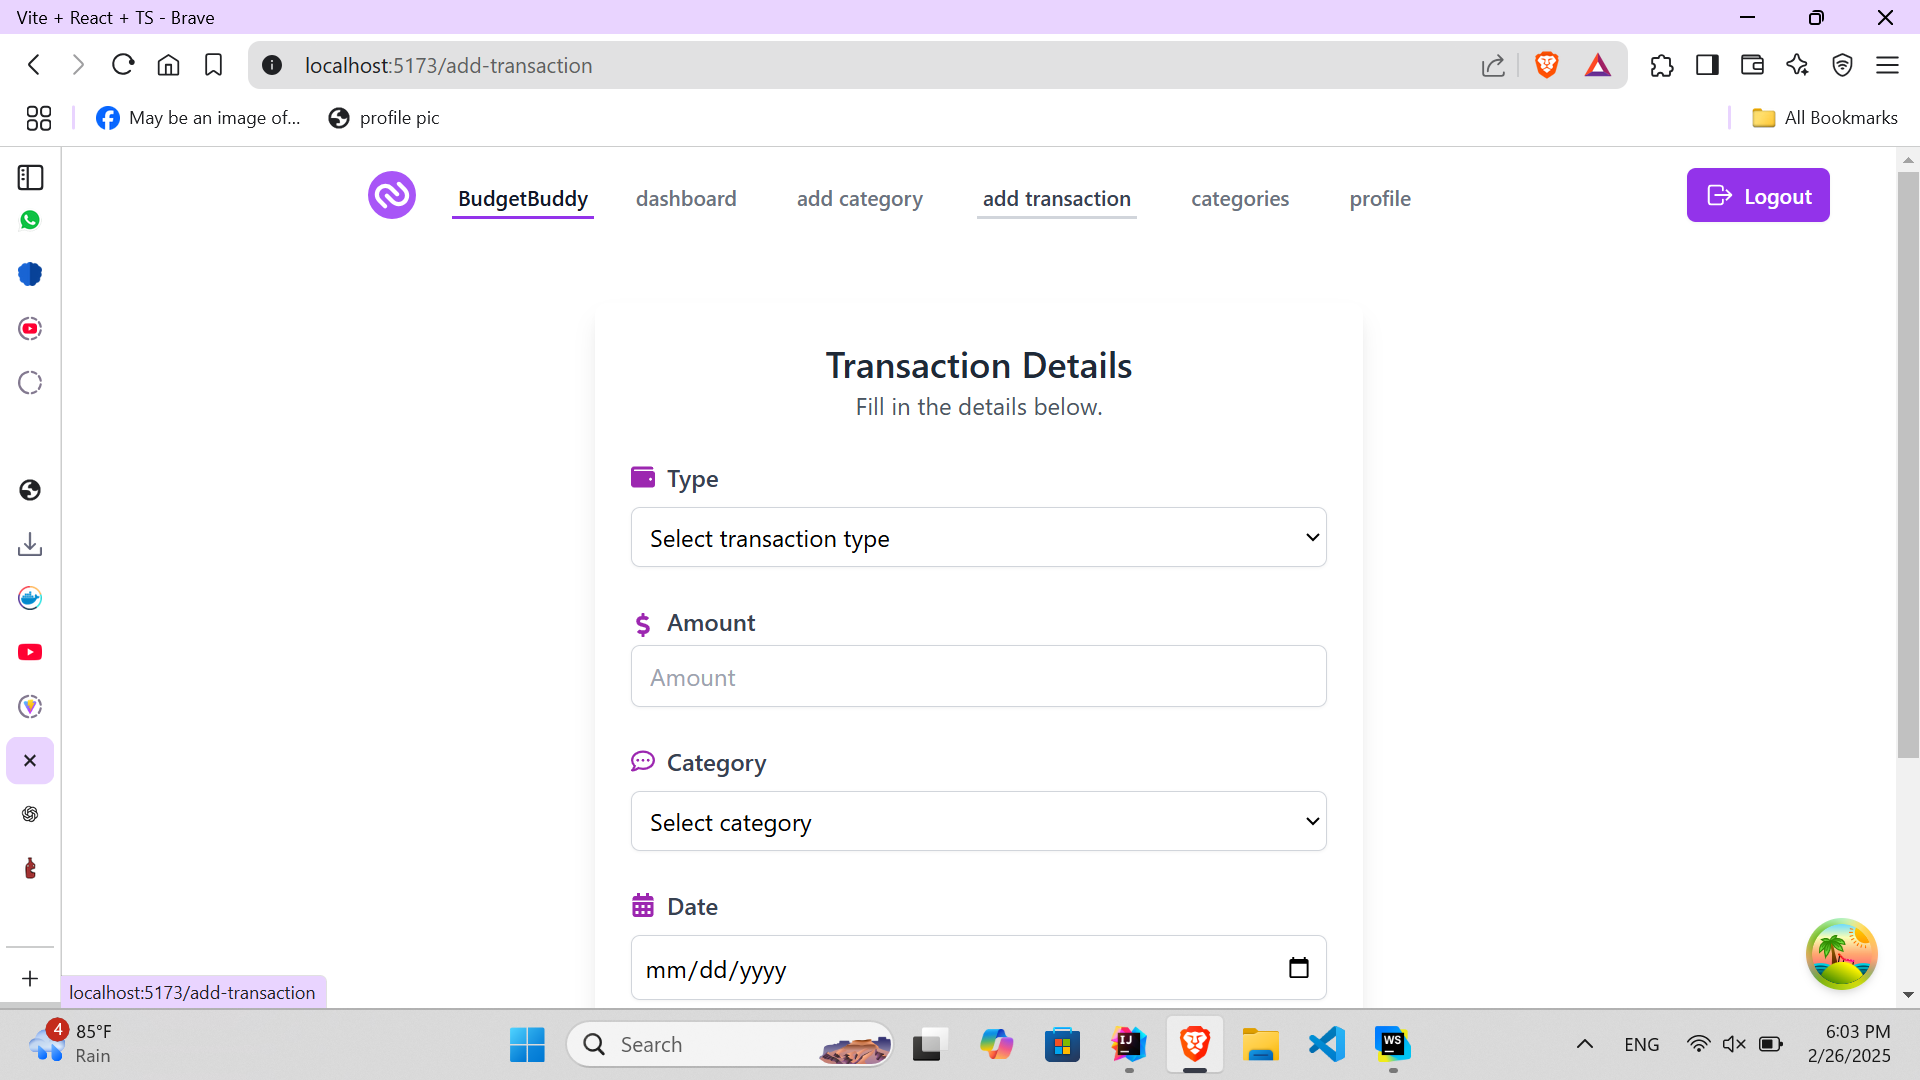 Vite + React + TS - Brave
localhost:5173/add-transaction
May be an image of...
profile pic
All Bookmarks
BudgetBuddy
dashboard
add category
add transaction
categories
profile
Logout
Transaction Details
Fill in the details below.
Type
Select transaction type
$ Amount
Amount
Category
Select category
Date
mm/dd/yyyy
localhost:5173/add-transaction
4
85°F
Rain
Search
IJ
WS
ENG
6:03 PM
2/26/2025